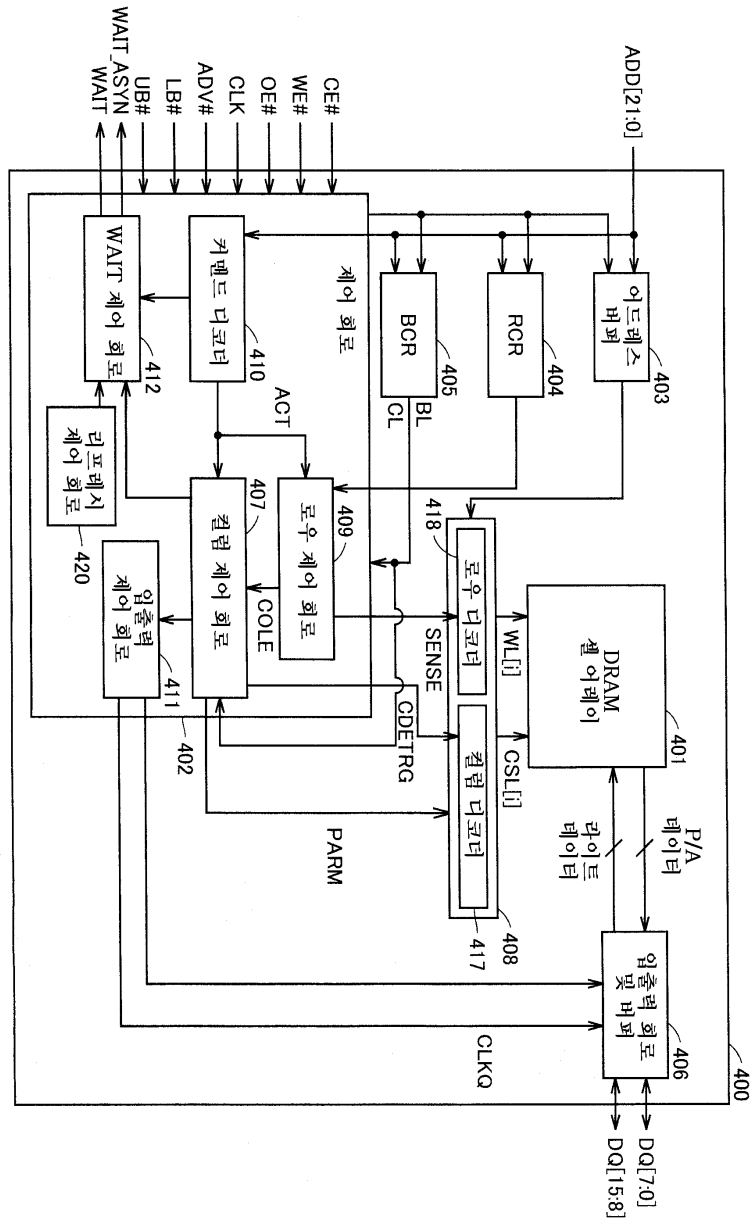 ADD[21:0]
CE#
WE#
OE#
CLK
ADV#
LB#
UB#
WAIT_ASYN
WAIT
400
어드레스
버퍼
403
RCR
404
BCR
405
BL
CL
제어 회로
402
커맨드 디코더
410
ACT
WAIT 제어 회로
412
리프레시
제어 회로
420
로우 제어 회로
409
컬럼 제어 회로
407
COLE
입출력
제어 회로
411
SENSE
CDETRG
PARM
CLKQ
418
로우 디코더
컬럼 디코더
417
408
WL[i]
CSL[i]
DRAM
셀 어레이
401
P/A
데이터
라이트
데이터
입출력 회로
및 버퍼
406
DQ[7:0]
DQ[15:8]